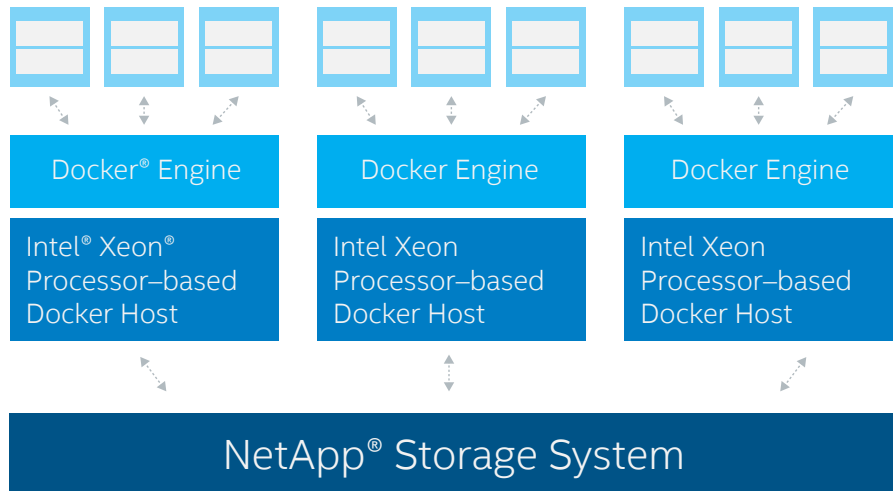 Docker® Engine
Docker Engine
Docker Engine
Intel® Xeon®
Processor–based
Docker Host
Intel Xeon
Processor–based
Docker Host
Intel Xeon
Processor–based
Docker Host
NetApp® Storage System